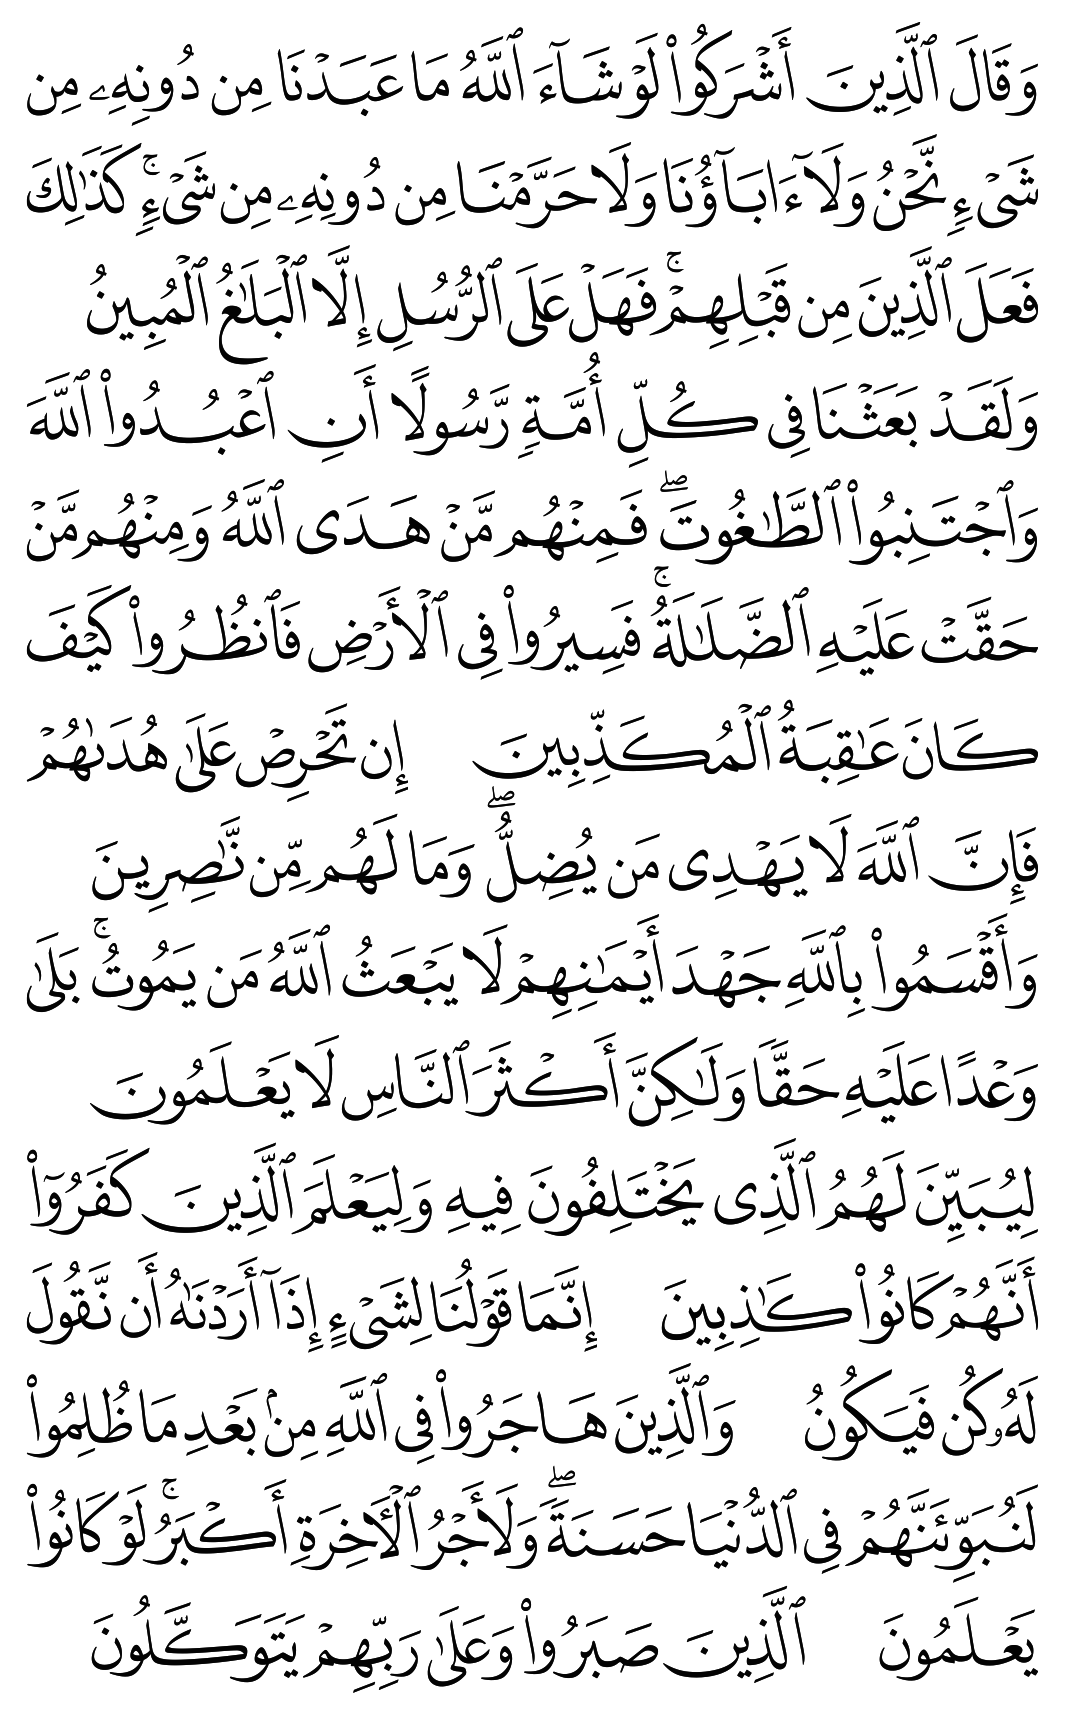 وَقَالَ ٱلَّذِينَ أَشْرَكُوا۟ لَوْ شَآءَ ٱللَّهُ مَا عَبَدْنَا مِن دُونِهِۦ مِن
شَىْءٍ نَّحْنُ وَلَآ ءَابَآؤُنَا وَلَا حَرَّمْنَا مِن دُونِهِۦ مِن شَىْءٍ ۚ كَذَٰلِكَ
فَعَلَ ٱلَّذِينَ مِن قَبْلِهِمْ ۚ فَهَلْ عَلَى ٱلرُّسُلِ إِلَّا ٱلْبَلَٰغُ ٱلْمُبِينُ
وَلَقَدْ بَعَثْنَا فِى كُلِّ أُمَّةٍ رَّسُولًا أَنِ ٱعْبُدُوا۟ ٱللَّهَ
وَٱجْتَنِبُوا۟ ٱلطَّٰغُوتَ ۖ فَمِنْهُم مَّنْ هَدَى ٱللَّهُ وَمِنْهُم مَّنْ
حَقَّتْ عَلَيْهِ ٱلضَّلَٰلَةُ ۚ فَسِيرُوا۟ فِى ٱلْأَرْضِ فَٱنظُرُوا۟ كَيْفَ
كَانَ عَٰقِبَةُ ٱلْمُكَذِّبِينَ إِن تَحْرِصْ عَلَىٰ هُدَىٰهُمْ
فَإِنَّ ٱللَّهَ لَا يَهْدِى مَن يُضِلُّ ۖ وَمَا لَهُم مِّن نَّٰصِرِينَ
وَأَقْسَمُوا۟ بِٱللَّهِ جَهْدَ أَيْمَٰنِهِمْ لَا يَبْعَثُ ٱللَّهُ مَن يَمُوتُ ۚ بَلَىٰ
وَعْدًا عَلَيْهِ حَقًّا وَلَٰكِنَّ أَكْثَرَ ٱلنَّاسِ لَا يَعْلَمُونَ
لِيُبَيِّنَ لَهُمُ ٱلَّذِى يَخْتَلِفُونَ فِيهِ وَلِيَعْلَمَ ٱلَّذِينَ كَفَرُوٓا۟
أَنَّهُمْ كَانُوا۟ كَٰذِبِينَ إِنَّمَا قَوْلُنَا لِشَىْءٍ إِذَآ أَرَدْنَٰهُ أَن نَّقُولَ
لَهُۥ كُن فَيَكُونُ وَٱلَّذِينَ هَاجَرُوا۟ فِى ٱللَّهِ مِنۢ بَعْدِ مَا ظُلِمُوا۟
لَنُبَوِّئَنَّهُمْ فِى ٱلدُّنْيَا حَسَنَةً ۖ وَلَأَجْرُ ٱلْءَاخِرَةِ أَكْبَرُ ۚ لَوْ كَانُوا۟
يَعْلَمُونَ ٱلَّذِينَ صَبَرُوا۟ وَعَلَىٰ رَبِّهِمْ يَتَوَكَّلُونَ